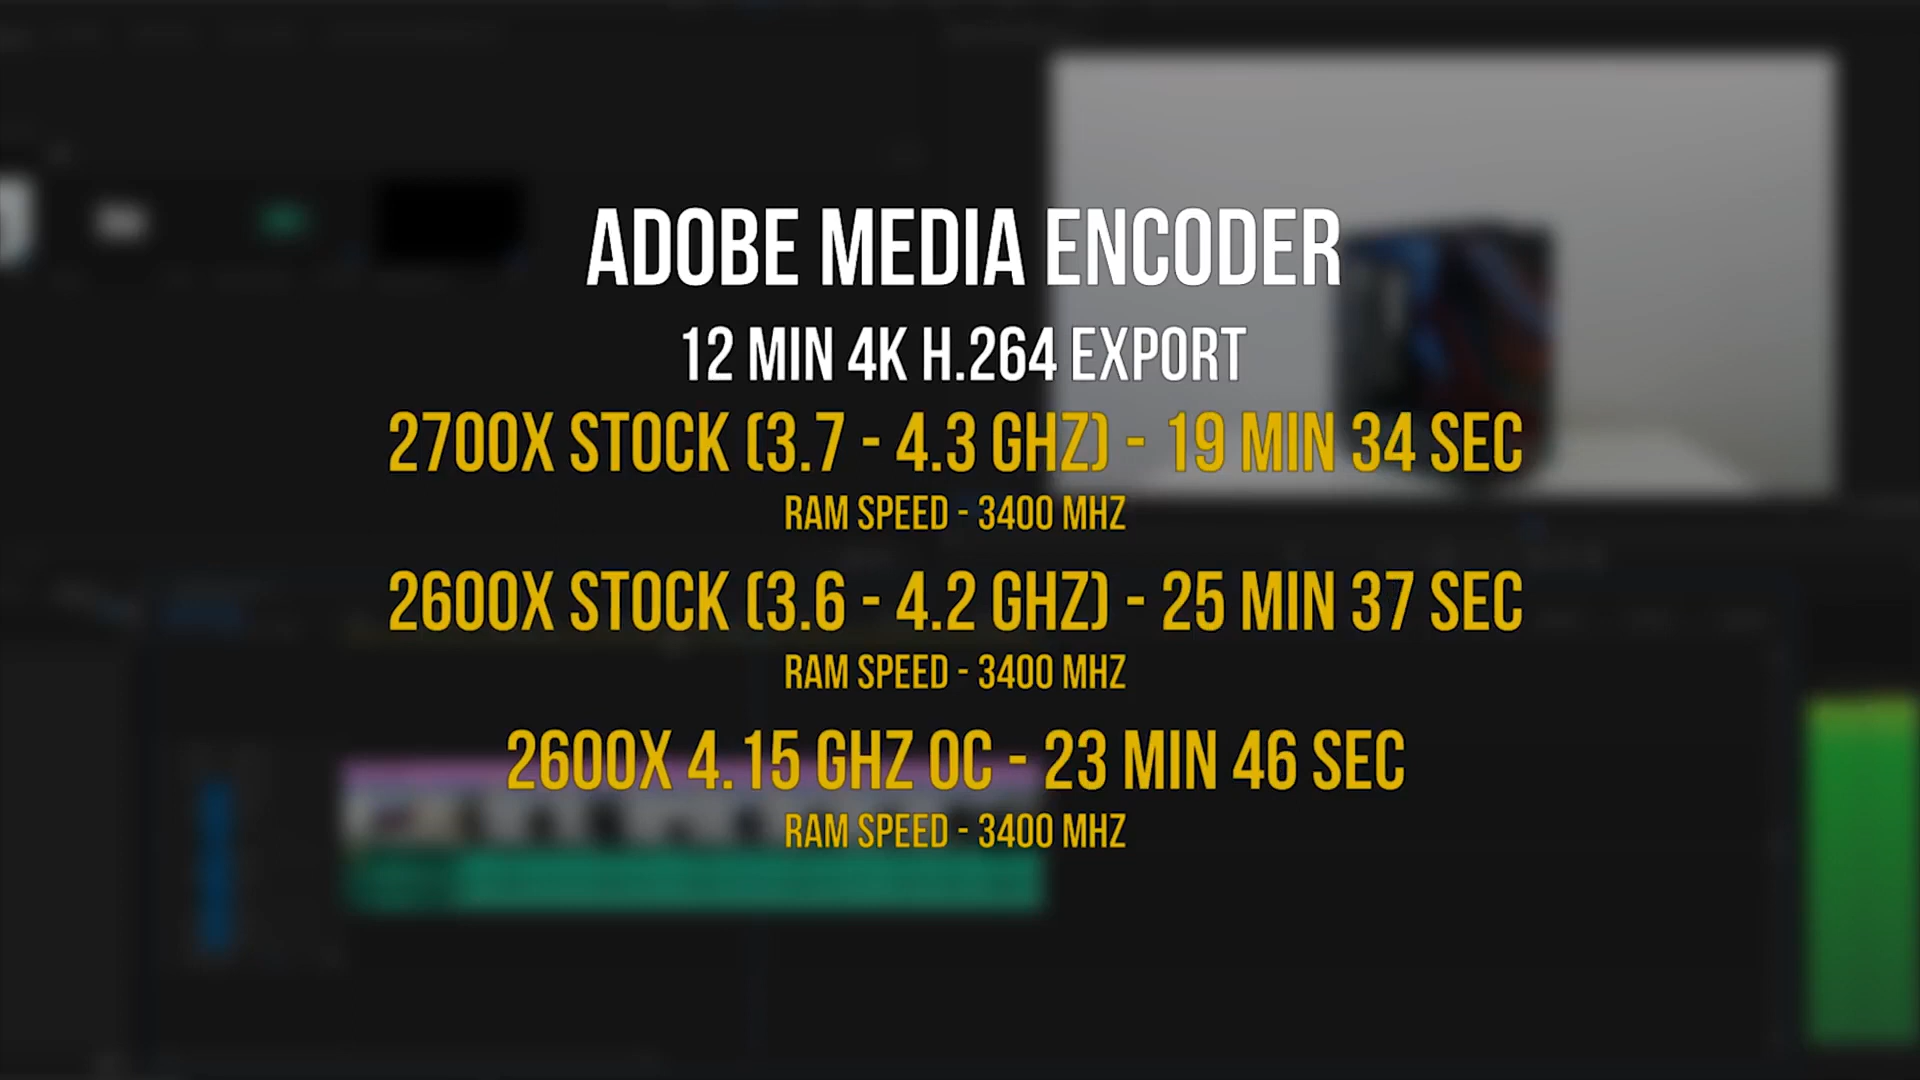 ADOBE MEDIA ENCODER
12 MIN 4K H.264 EXPORT
2700X STOCK (3.7 - 4.3 GHZ) - 19 MIN 34 SEC
RAM SPEED - 3400 MHZ
2600X STOCK (3.6 - 4.2 GHZ) - 25 MIN 37 SEC
RAM SPEED - 3400 MHZ
2600X 4.15 GHZ OC - 23 MIN 46 SEC
RAM SPEED - 3400 MHZ